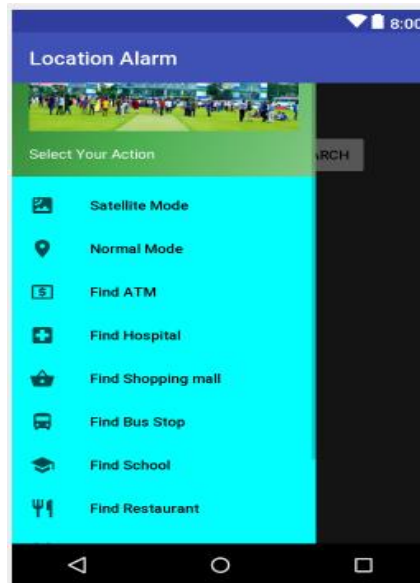 8:00
Location Alarm
Select Your Action
ARCH
Satellite Mode
Normal Mode
Find ATM
Find Hospital
Find Shopping mall
Find Bus Stop
Find School
Find Restaurant